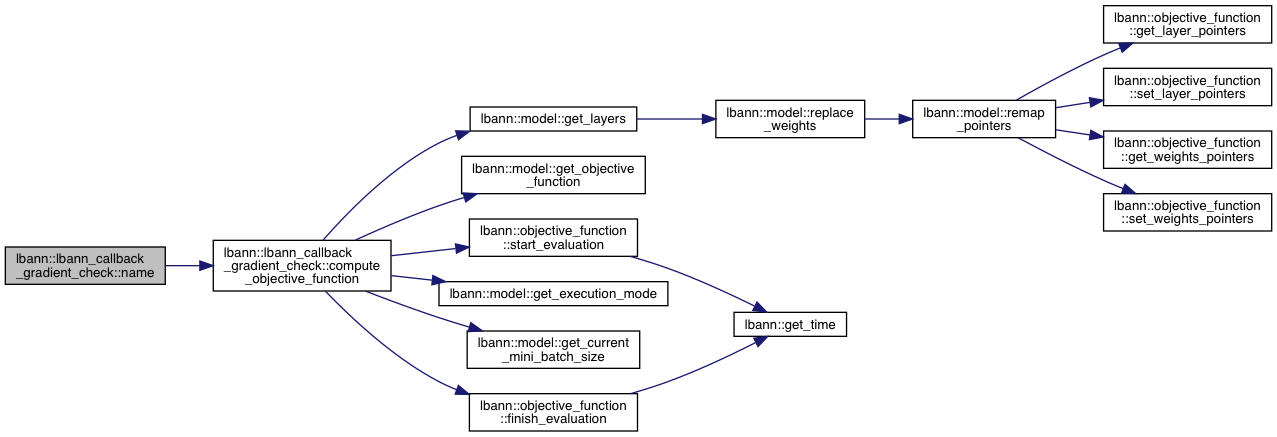 lbann::lbann_callback
_gradient_check::name
lbann::lbann_callback
_gradient_check::compute
_objective_function
lbann::model::get_layers
lbann::model::get_objective
_function
lbann::objective_function
::start_evaluation
lbann::model::get_execution_mode
lbann::model::get_current
_mini_batch_size
lbann::objective_function
::finish_evaluation
lbann::model::replace
_weights
lbann::get_time
lbann::model::remap
_pointers
lbann::objective_function
::get_layer_pointers
lbann::objective_function
::set_layer_pointers
lbann::objective_function
::get_weights_pointers
lbann::objective_function
::set_weights_pointers